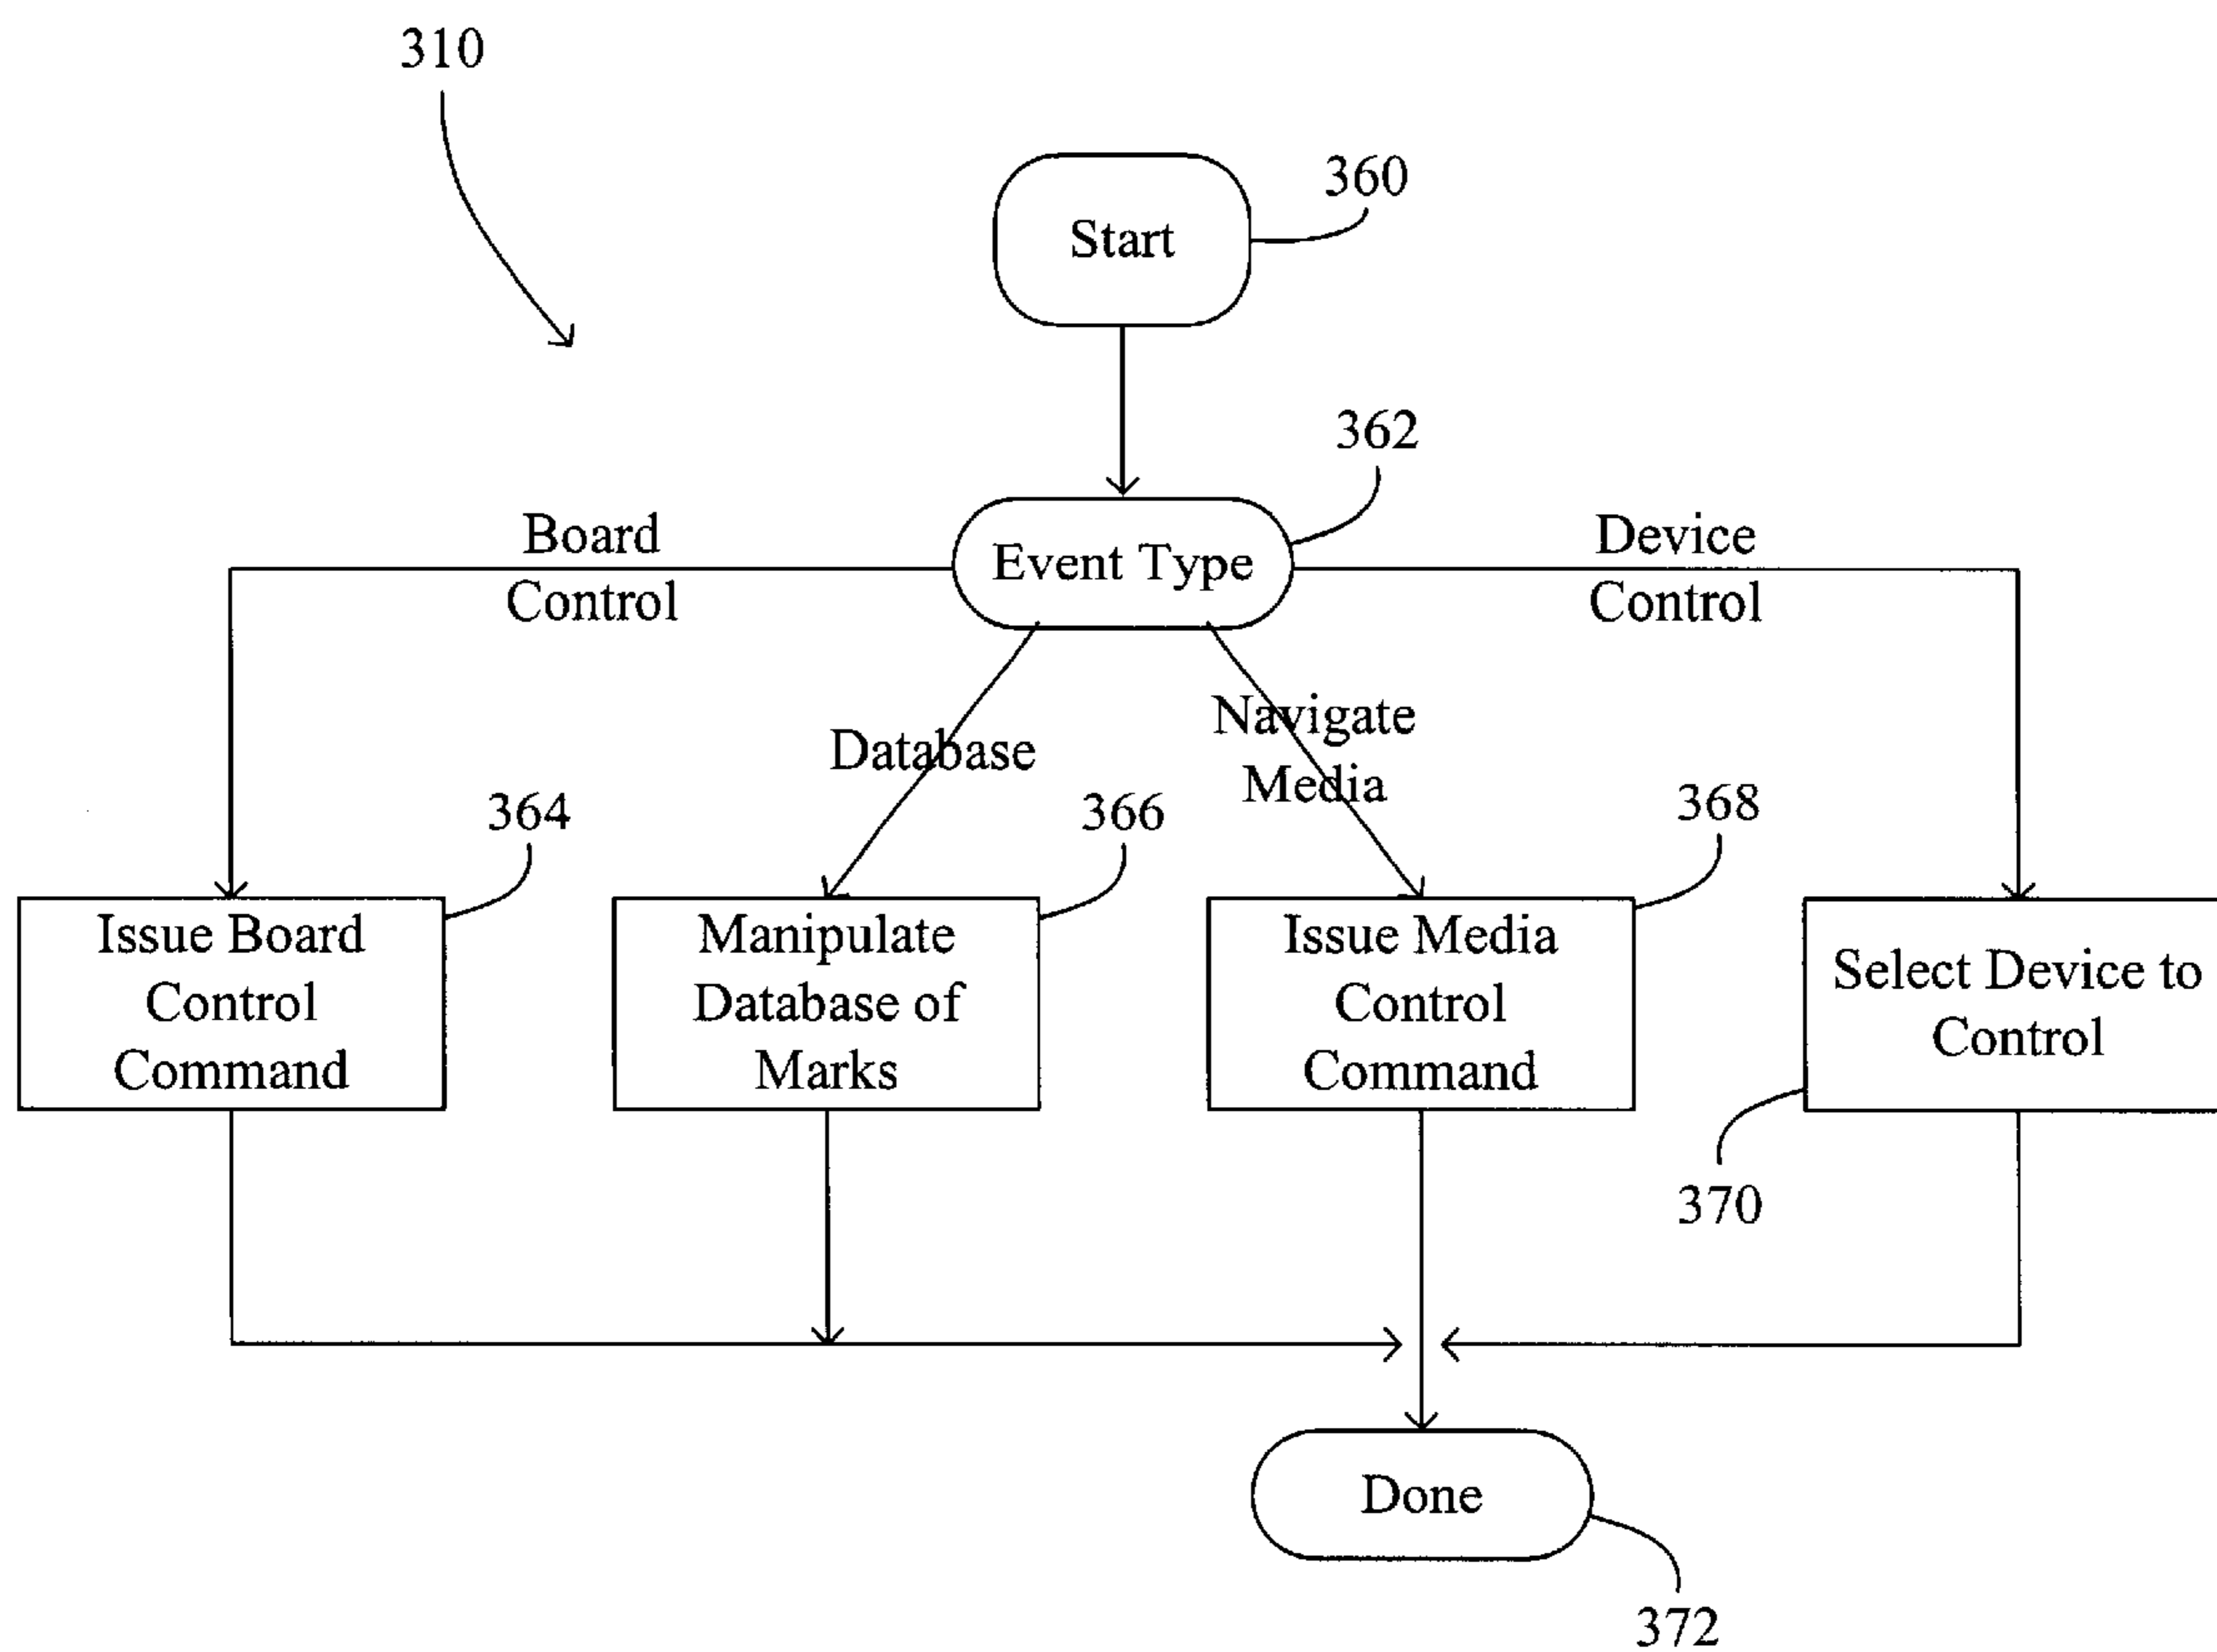 310
360
Start
362
Event Type
Board
Control
Device
Control
Database
Navigate
Media
364
366
368
Issue Board
Control
Command
Manipulate
Database of
Marks
Issue Media
Control
Command
Select Device to
Control
370
Done
372